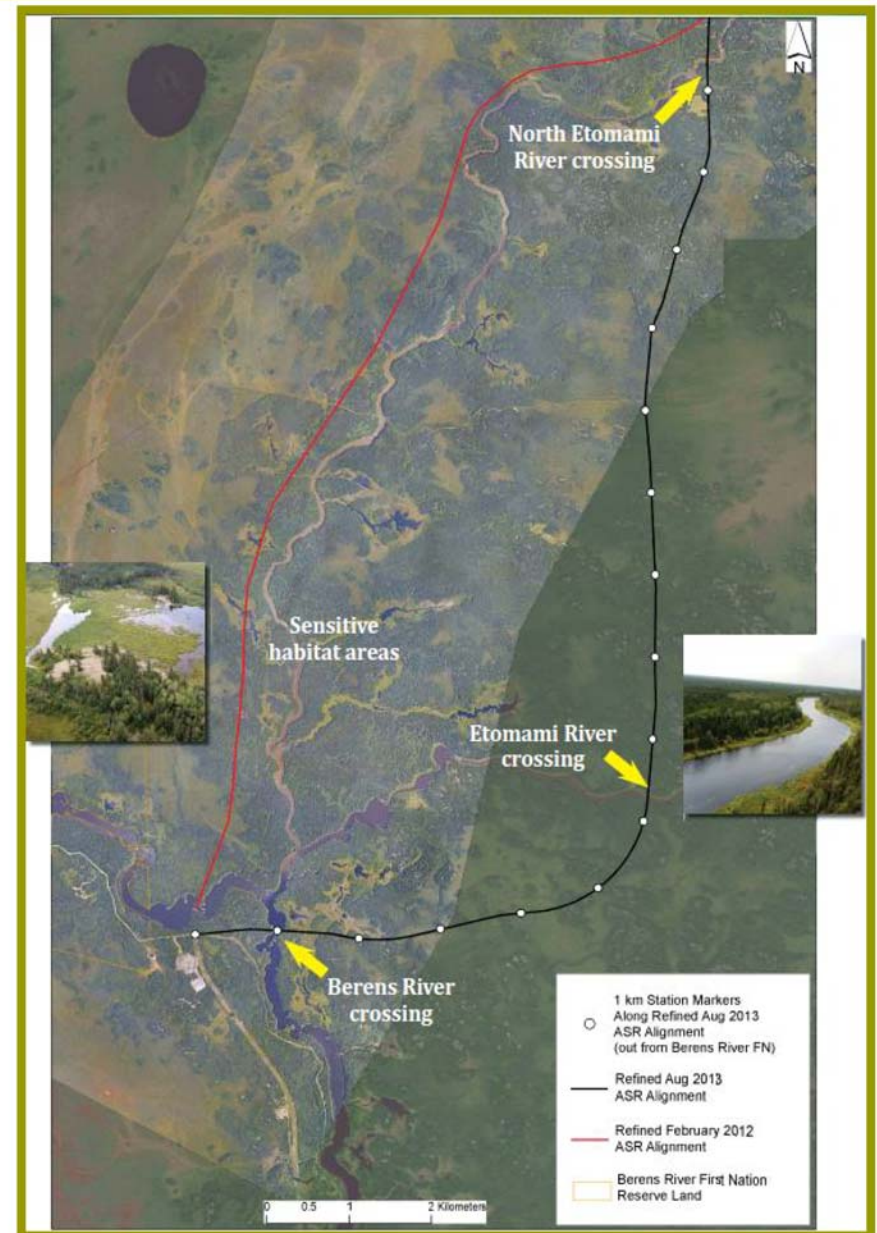 N
North Etomami
River crossing
Sensitive
habitat areas
Etomami River
crossing
Berens River
crossing
1 km Station Markers
Along Refined Aug 2013
ASR Alignment
(out from Berens River FN)
Refined Aug 2013
ASR Alignment
Refined February 2012
ASR Alignment
Berens River First Nation
Reserve Land
0 0.5 1 2 Kilometers